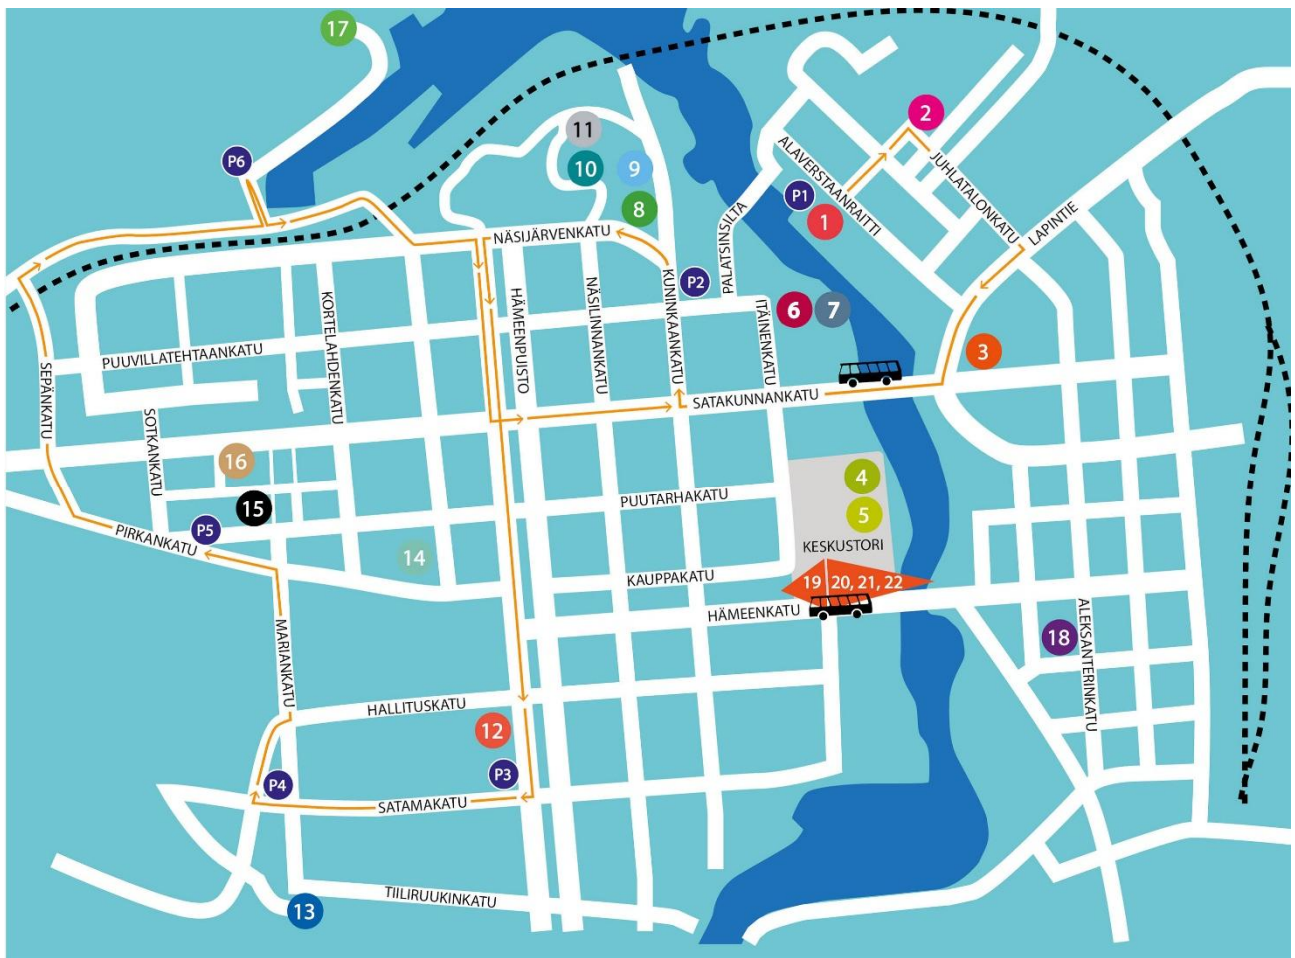 17
2
11
P6
10
9
ALAVERSTAANRAITTI
JUHLATALONKATU
P1
8
1
PALATSINSILTA
LAPINTIE
NÄSIJÄRVENKATU
P2
KUNINKAANKATU
NÄSILINNANKATU
HÄMEENPUISTO
KORTELAHDENKATU
6
7
ITÄINENKATU
PUUVILLATEHTAANKATU
3
SEPÄNKATU
SATAKUNNANKATU
SOTKANKATU
16
4
PUUTARHAKATU
15
5
P5
PIRKANKATU
14
KESKUSTORI
KAUPPAKATU
19
20, 21, 22
HÄMEENKATU
MARIANKATU
18
ALEKSANTERINKATU
HALLITUSKATU
12
P3
P4
SATAMAKATU
TIILIRUUKINKATU
13